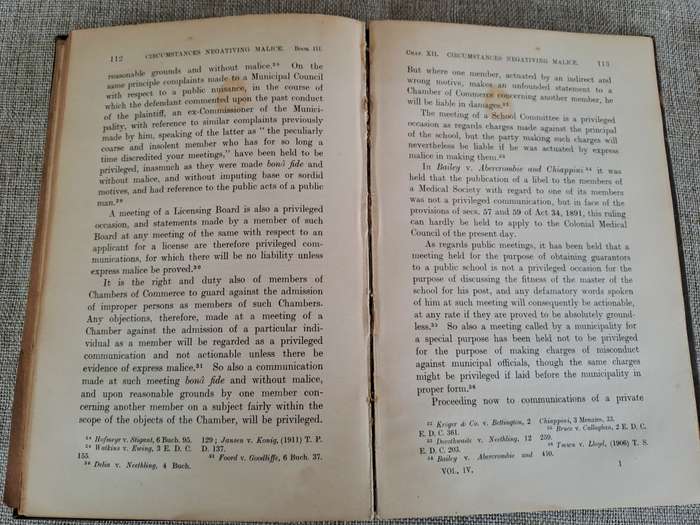 112 CIRCUMSTANCES NEGATIVING MALICE. BOOK III.
reasonable grounds and without malice.²⁸ On the
same principle complaints made to a Municipal Council
with respect to a public nuisance, in the course of
which the defendant commented upon the past conduct
of the plaintiff, an ex-Commissioner of the Munici-
pality, with reference to similar complaints previously
made by him, speaking of the latter as " the peculiarly
coarse and insolent member who has for so long a
time discredited your meetings," have been held to be
privileged, inasmuch as they were made bonâ fide and
without malice, and without imputing base or sordid
motives, and had reference to the public acts of a public
man.²⁹
A meeting of a Licensing Board is also a privileged
occasion, and statements made by a member of such
Board at any meeting of the same with respect to an
applicant for a license are therefore privileged com-
munications, for which there will be no liability unless
express malice be proved.³⁰
It is the right and duty also of members of
Chambers of Commerce to guard against the admission
of improper persons as members of such Chambers.
Any objections, therefore, made at a meeting of a
Chamber against the admission of a particular indi-
vidual as a member will be regarded as a privileged
communication and not actionable unless there be
evidence of express malice.³¹ So also a communication
made at such meeting bonâ fide and without malice,
and upon reasonable grounds by one member con-
cerning another member on a subject fairly within the
scope of the objects of the Chamber, will be privileged.
²⁸ Hofmeyr v. Stigant, 6 Buch. 95.
²⁹ Watkins v. Ewing, 3 E. D. C.
155.
³⁰ Delia v. Neethling, 4 Buch.
129; Jansen v. Konig, (1911) T. P.
D. 137.
³¹ Foord v. Goodliffe, 6 Buch. 37.
CHAP. XII. CIRCUMSTANCES NEGATIVING MALICE. 113
But where one member, actuated by an indirect and
wrong motive, makes an unfounded statement to a
Chamber of Commerce concerning another member, he
will be liable in damages.³²
The meeting of a School Committee is a privileged
occasion as regards charges made against the principal
of the school, but the party making such charges will
nevertheless be liable if he was actuated by express
malice in making them.³³
In Bailey v. Abercrombie and Chiappini ³⁴ it was
held that the publication of a libel to the members of
a Medical Society with regard to one of its members
was not a privileged communication, but in face of the
provisions of secs. 57 and 59 of Act 34, 1891, this ruling
can hardly be held to apply to the Colonial Medical
Council of the present day.
As regards public meetings, it has been held that a
meeting held for the purpose of obtaining guarantors
to a public school is not a privileged occasion for the
purpose of discussing the fitness of the master of the
school for his post, and any defamatory words spoken
of him at such meeting will consequently be actionable,
at any rate if they are proved to be absolutely ground-
less.³⁵ So also a meeting called by a municipality for
a special purpose has been held not to be privileged
for the purpose of making charges of misconduct
against municipal officials, though the same charges
might be privileged if laid before the municipality in
proper form.³⁶
Proceeding now to communications of a private
³² Kriger & Co. v. Bettington, 2
E. D. C. 361.
³³ Dorothwaite v. Neethling, 12
E. D. C. 203.
³⁴ Bailey v. Abercrombie and
Chiappini, 3 Menzies, 33.
³⁵ Bruce v. Callaghan, 2 E. D. C.
259.
³⁶ Town v. Lloyd, (1906) T. S.
410.
VOL. IV. 1